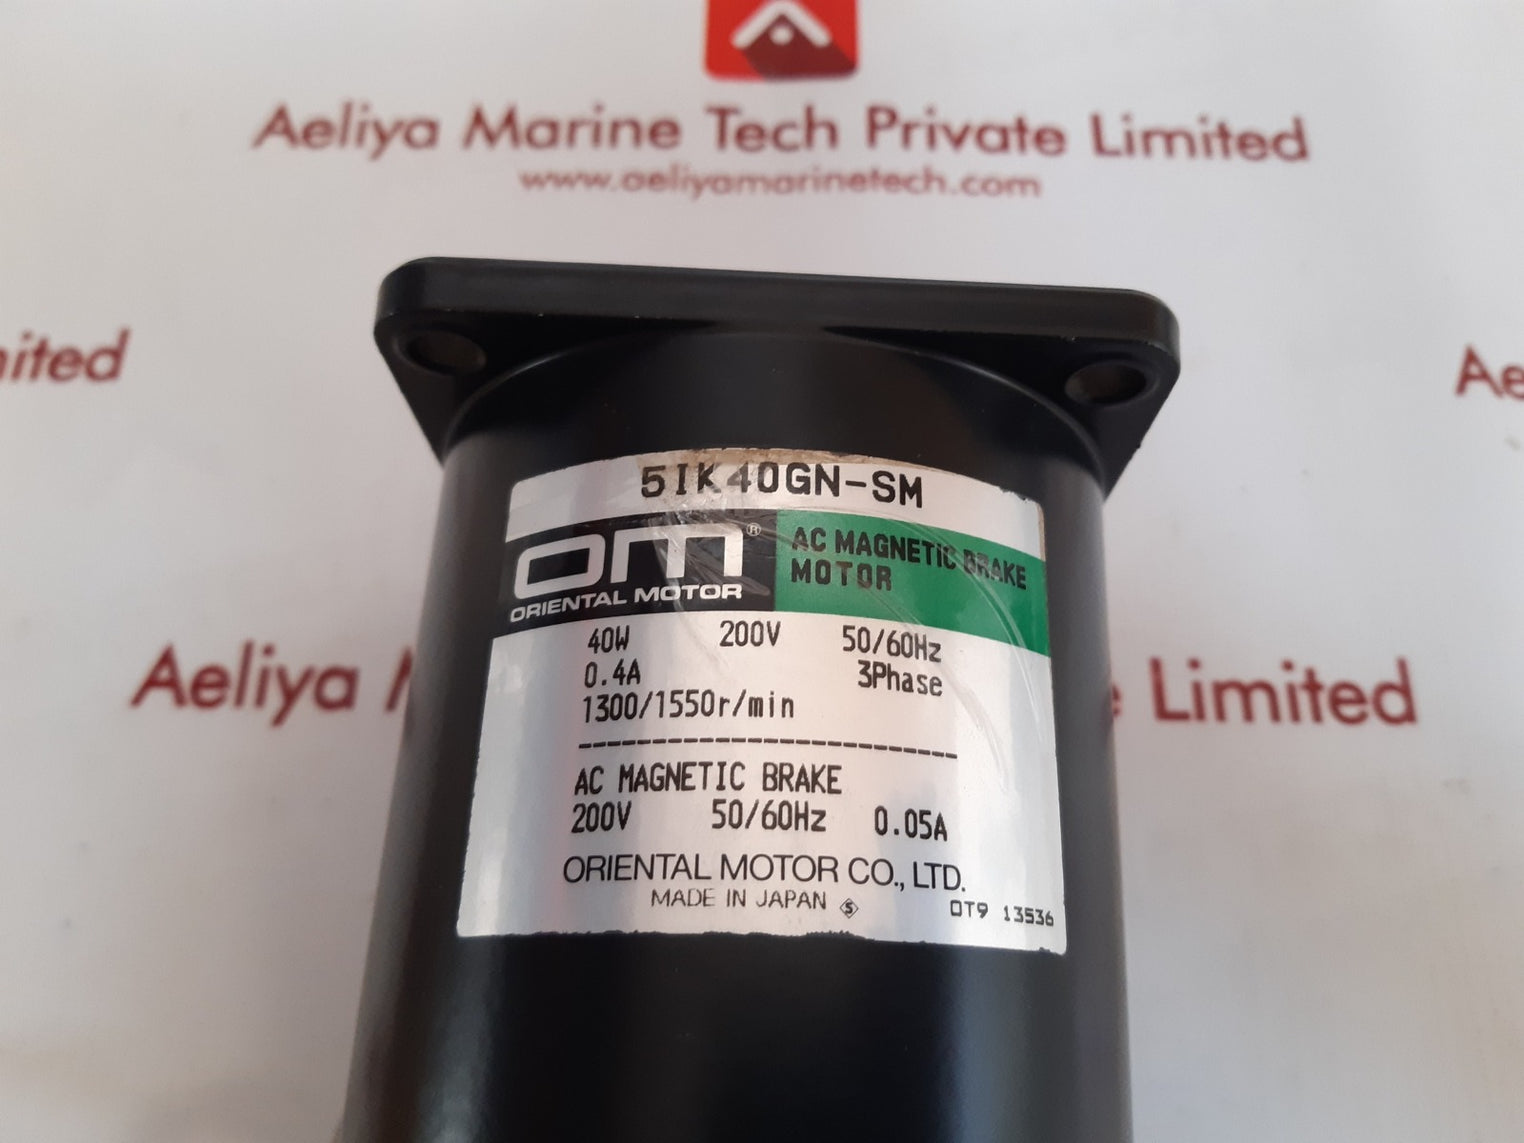 Aeliya Marine Tech Private Limited
www.aeliyamarinetech.com
Limited
5IK40GN-SM
om®
ORIENTAL MOTOR
AC MAGNETIC BRAKE
MOTOR
40W 200V 50/60Hz
0.4A 3Phase
1300/1550r/min
AC MAGNETIC BRAKE
200V 50/60Hz 0.05A
ORIENTAL MOTOR CO., LTD.
MADE IN JAPAN S
OT9 13536
Aeliya
Limited